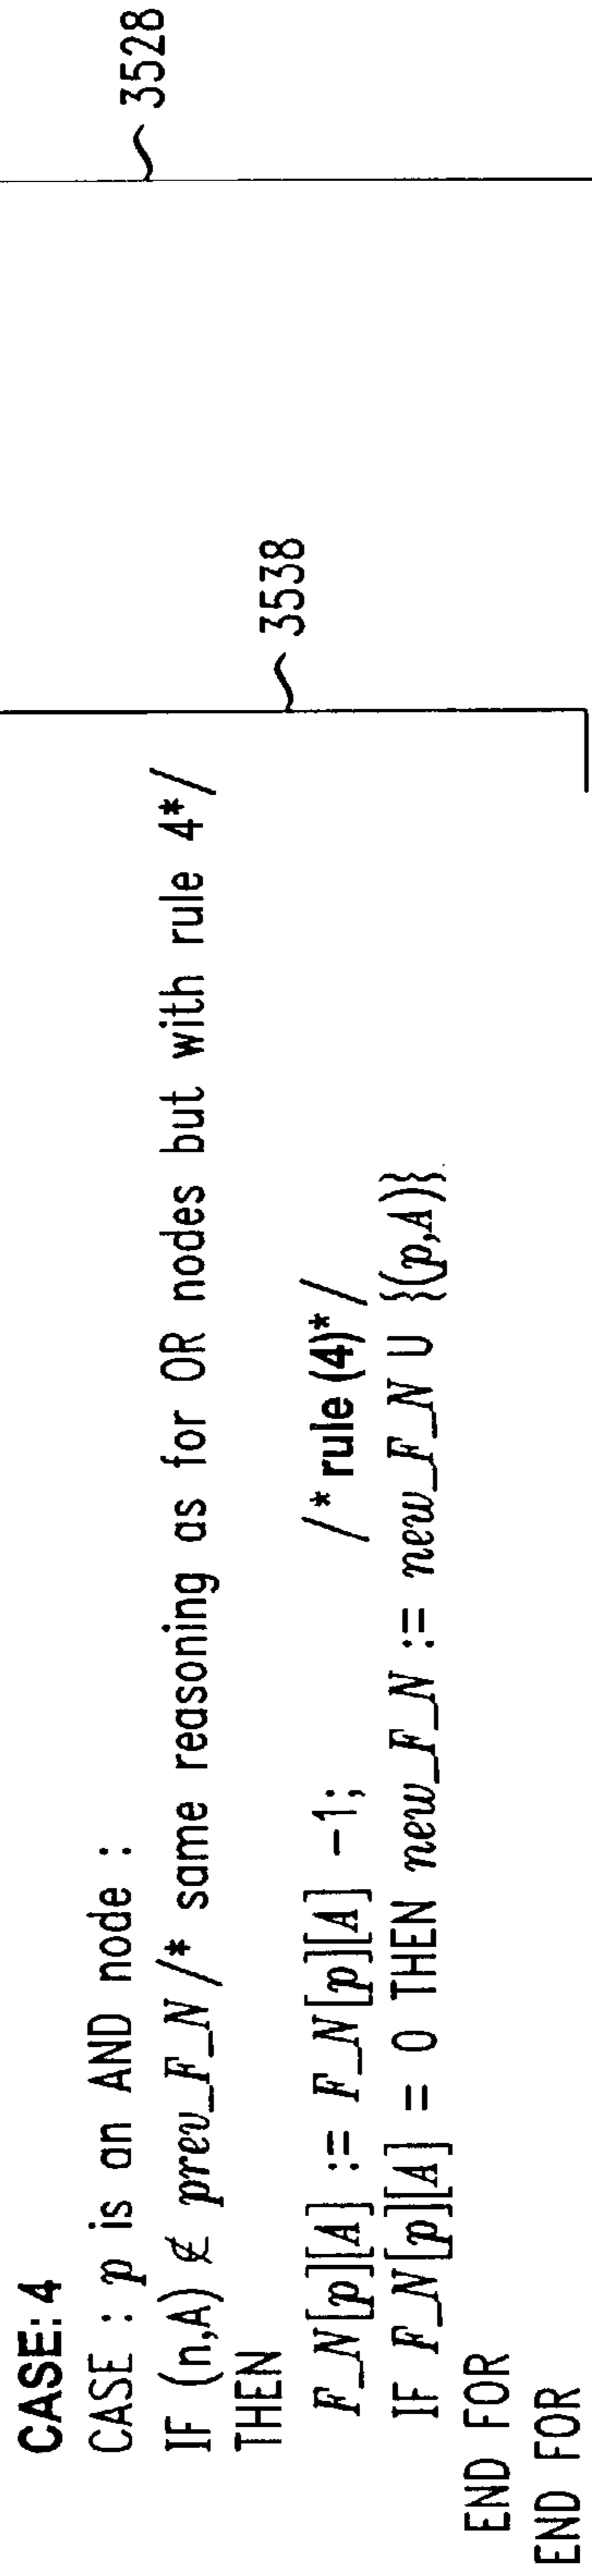 CASE: 4
CASE : p is an AND node :
IF (n,A) ∉ prev_F_N /* same reasoning as for OR nodes but with rule 4*/
THEN
F_N[p][A] := F_N[p][A] −1;
/* rule (4)* /
IF F_N[p][A] = 0 THEN new_F_N := new_F_N U {(p,A)}
END FOR
END FOR
3538
3528